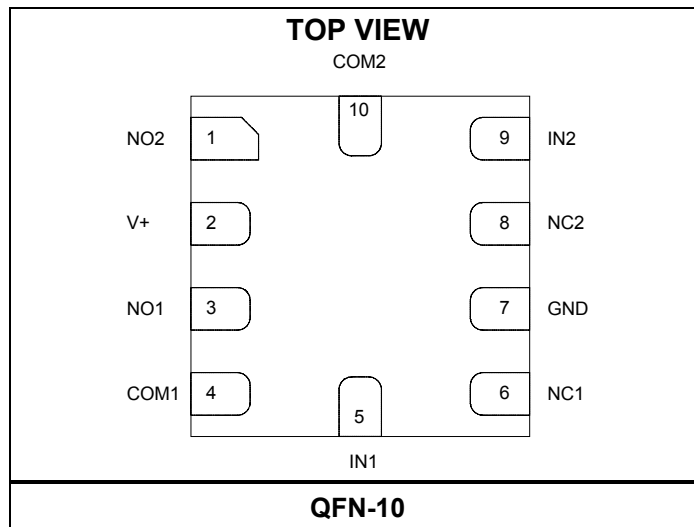 TOP VIEW
COM2
10
NO2 1 9 IN2
V+ 2 8 NC2
NO1 3 7 GND
COM1 4 6 NC1
5
IN1
QFN-10